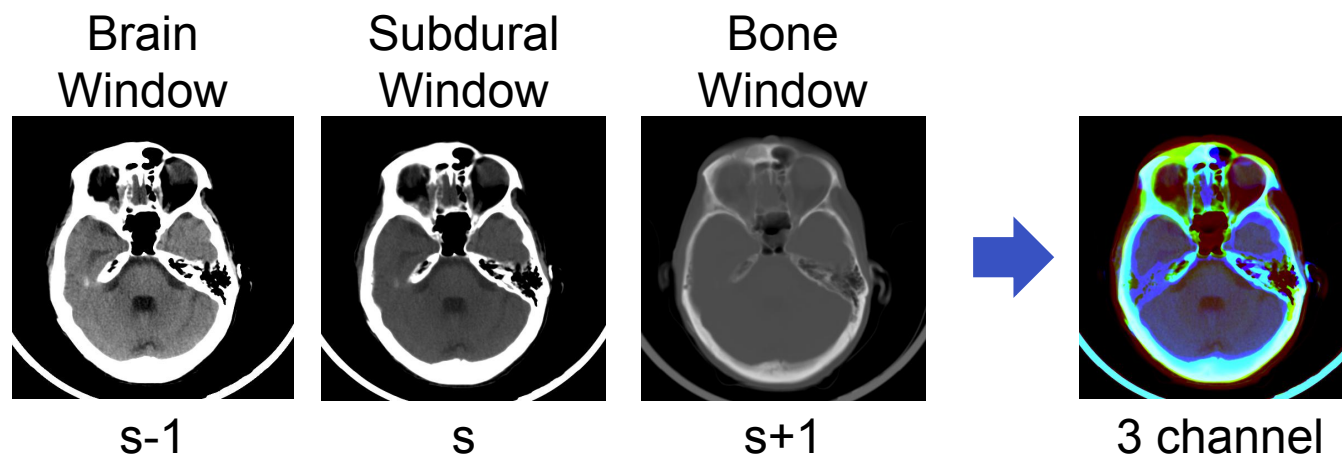 Brain
Window
Subdural
Window
Bone
Window
s-1
s
s+1
3 channel